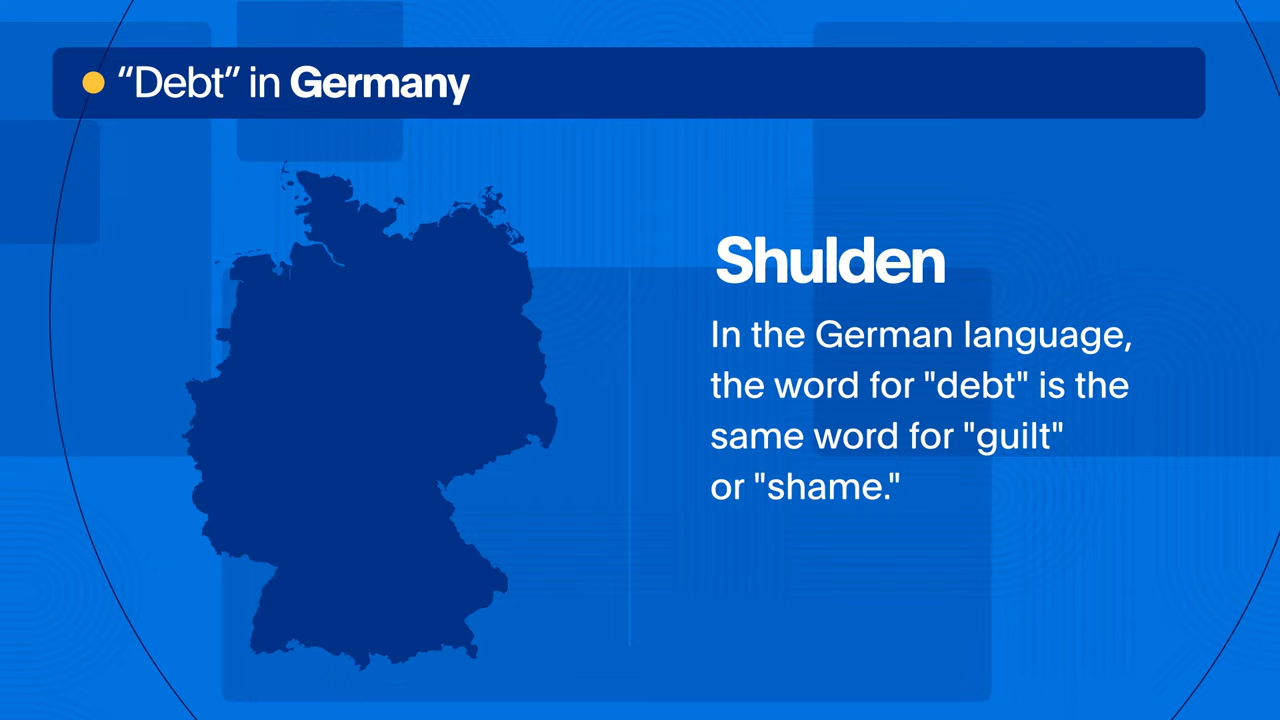 “Debt” in Germany
Shulden
In the German language,
the word for "debt" is the
same word for "guilt"
or "shame."